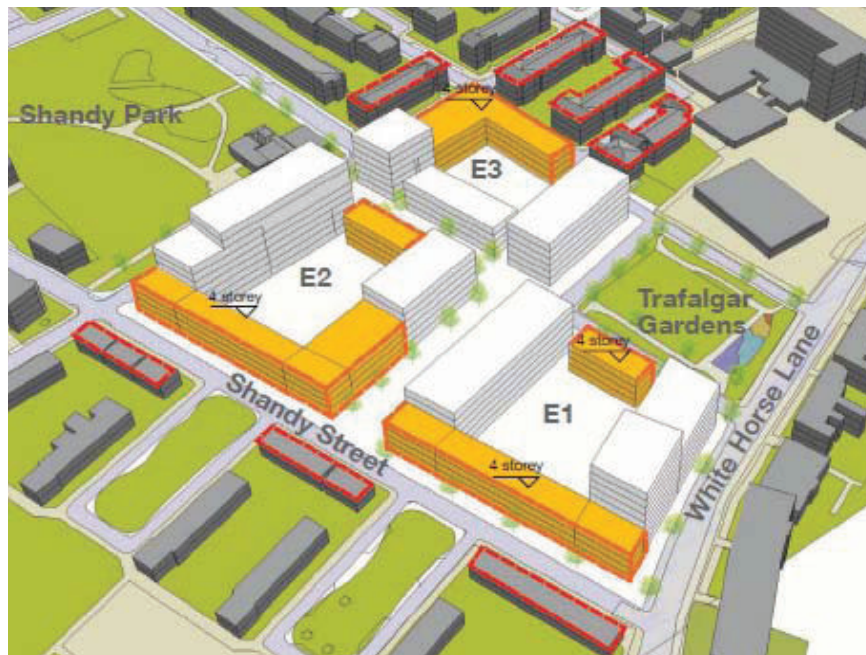 4 storey
Shandy Park
E3
E2
4 storey
Trafalgar
Gardens
4 storey
Shandy Street
E1
White Horse Lane
4 storey